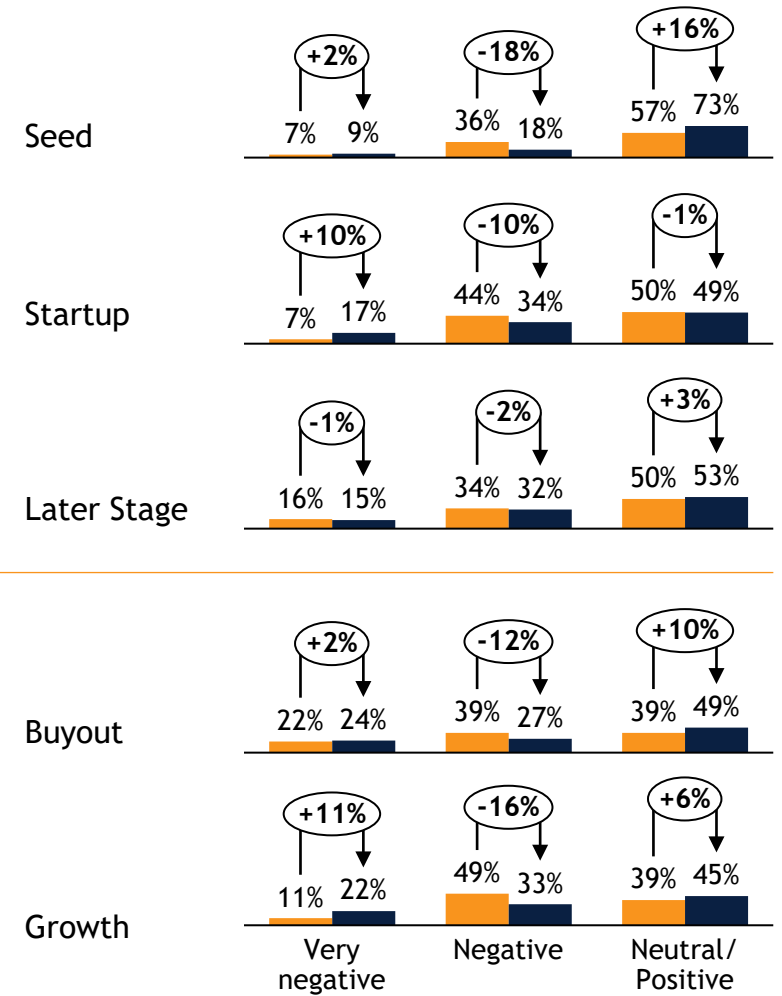 +2% -18% +16%
Seed 7% 9% 36% 18% 57% 73%
+10% -10% -1%
Startup 7% 17% 44% 34% 50% 49%
-1% -2% +3%
Later Stage 16% 15% 34% 32% 50% 53%
+2% -12% +10%
Buyout 22% 24% 39% 27% 39% 49%
+11% -16% +6%
Growth 11% 22% 49% 33% 39% 45%
Very negative
Negative
Neutral/
Positive